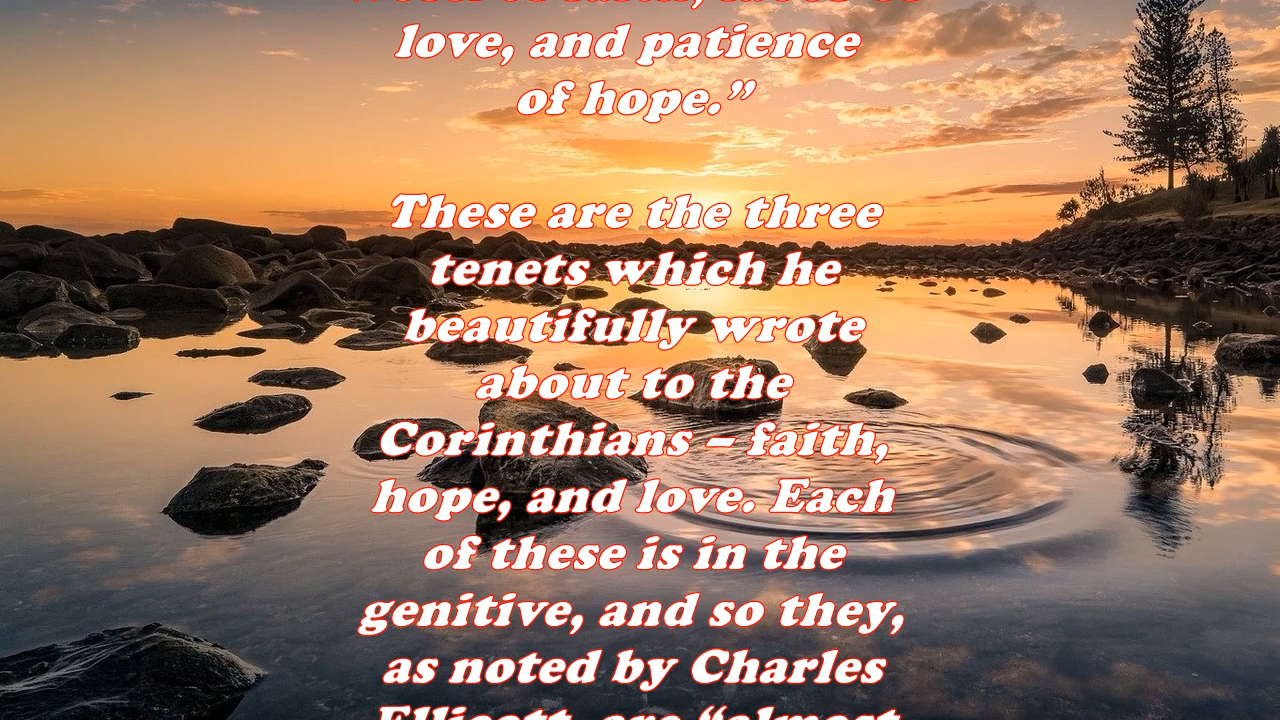 love, and patience
of hope.”
These are the three
tenets which he
beautifully wrote
about to the
Corinthians – faith,
hope, and love. Each
of these is in the
genitive, and so they,
as noted by Charles
Ellicott, are “almost